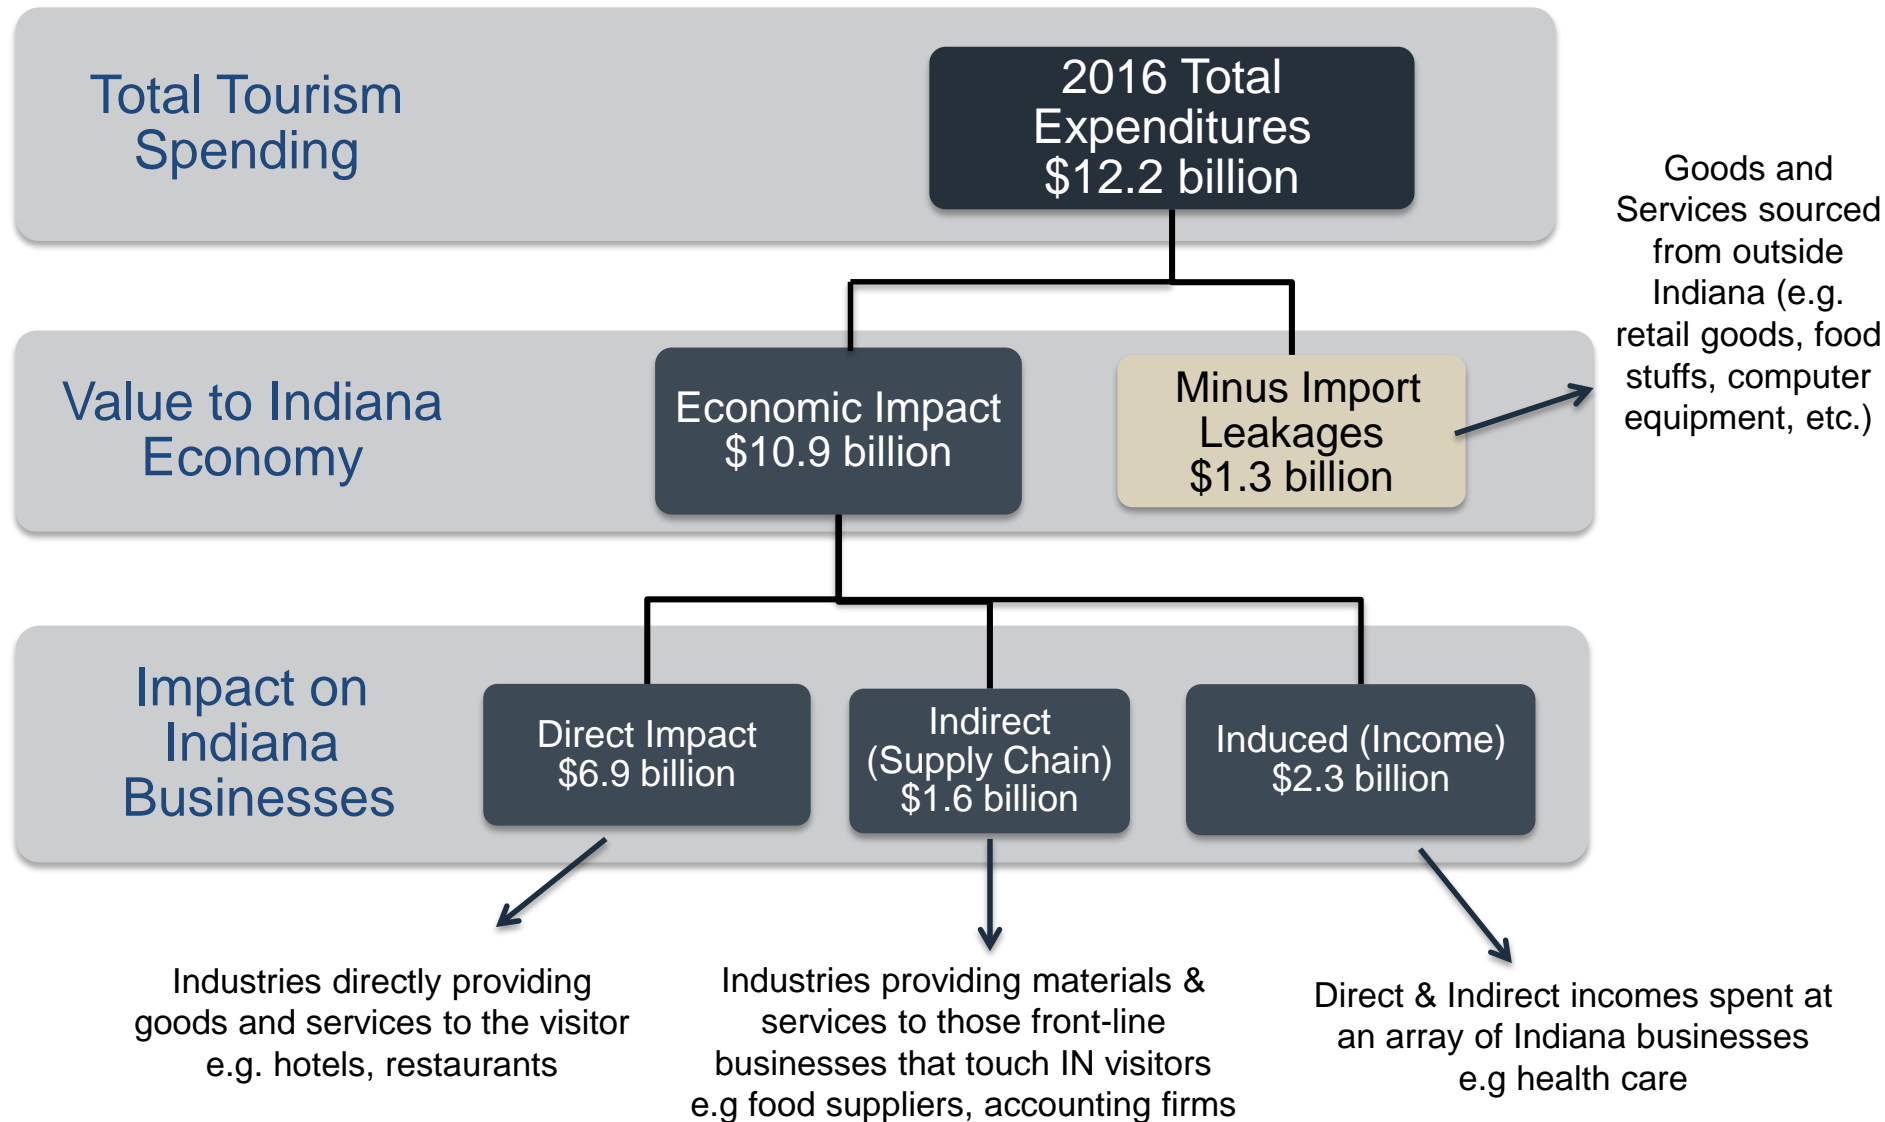 Total Tourism
Spending
2016 Total
Expenditures
$12.2 billion
Goods and
Services sourced
from outside
Indiana (e.g.
retail goods, food
stuffs, computer
equipment, etc.)
Value to Indiana
Economy
Economic Impact
$10.9 billion
Minus Import
Leakages
$1.3 billion
Impact on
Indiana
Businesses
Direct Impact
$6.9 billion
Indirect
(Supply Chain)
$1.6 billion
Induced (Income)
$2.3 billion
Industries directly providing
goods and services to the visitor
e.g. hotels, restaurants
Industries providing materials &
services to those front-line
businesses that touch IN visitors
e.g food suppliers, accounting firms
Direct & Indirect incomes spent at
an array of Indiana businesses
e.g health care